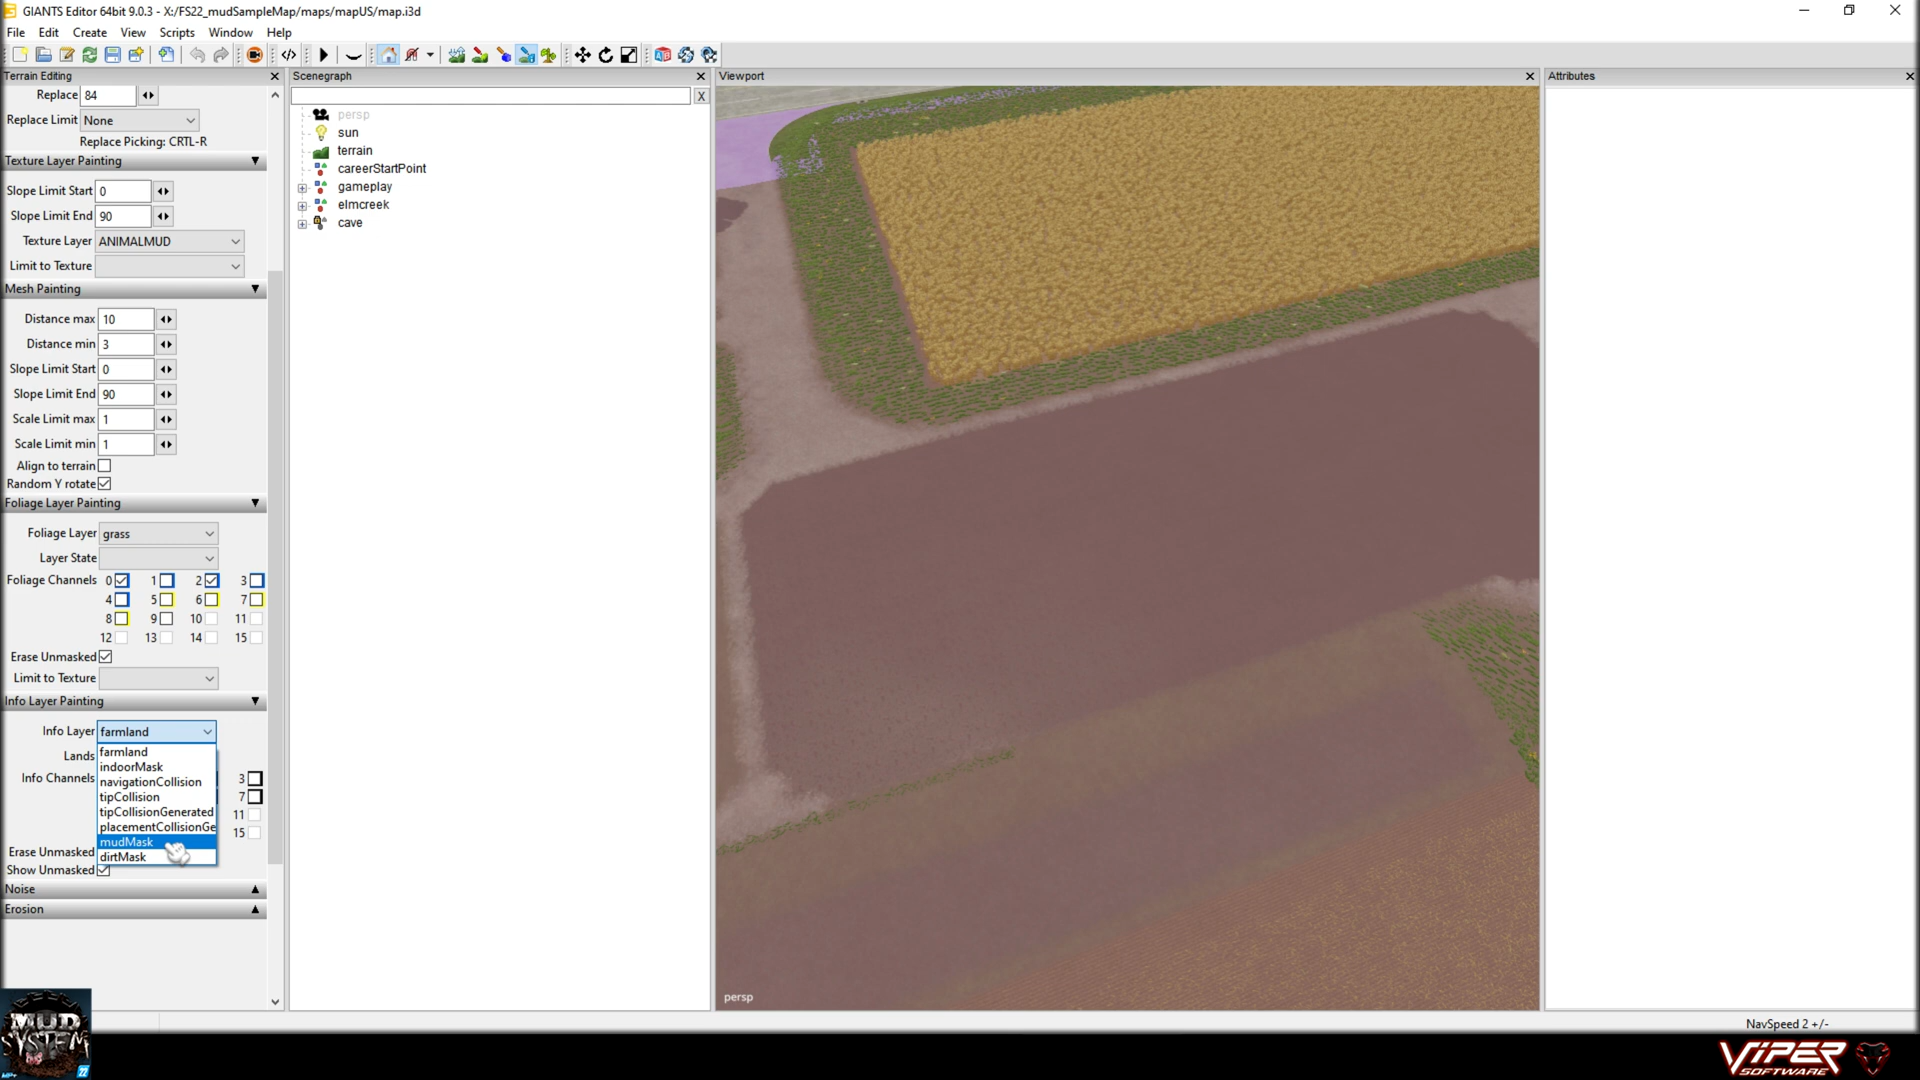 GIANTS Editor 64bit 9.0.3 - X:/FS22_mudSampleMap/maps/mapUS/map.i3d
File Edit Create View Scripts Window Help
Terrain Editing
Replace 84
Replace Limit None
Replace Picking: CRTL-R
Texture Layer Painting
Slope Limit Start 0
Slope Limit End 90
Texture Layer ANIMALMUD
Limit to Texture
Mesh Painting
Distance max 10
Distance min 3
Slope Limit Start 0
Slope Limit End 90
Scale Limit max 1
Scale Limit min 1
Align to terrain
Random Y rotate
Foliage Layer Painting
Foliage Layer grass
Layer State
Foliage Channels 0 1 2 3
4 5 6 7
8 9 10 11
12 13 14 15
Erase Unmasked
Limit to Texture
Info Layer Painting
Info Layer farmland
Lands
Info Channels 3
7
11
15
farmland
indoorMask
navigationCollision
tipCollision
tipCollisionGenerated
placementCollisionGe
mudMask
dirtMask
Erase Unmasked
Show Unmasked
Noise
Erosion
Scenegraph
X
persp
sun
terrain
careerStartPoint
gameplay
elmcreek
cave
Viewport
persp
Attributes
NavSpeed 2 +/-
MUD
SYSTEM
22
VIPER
SOFTWARE